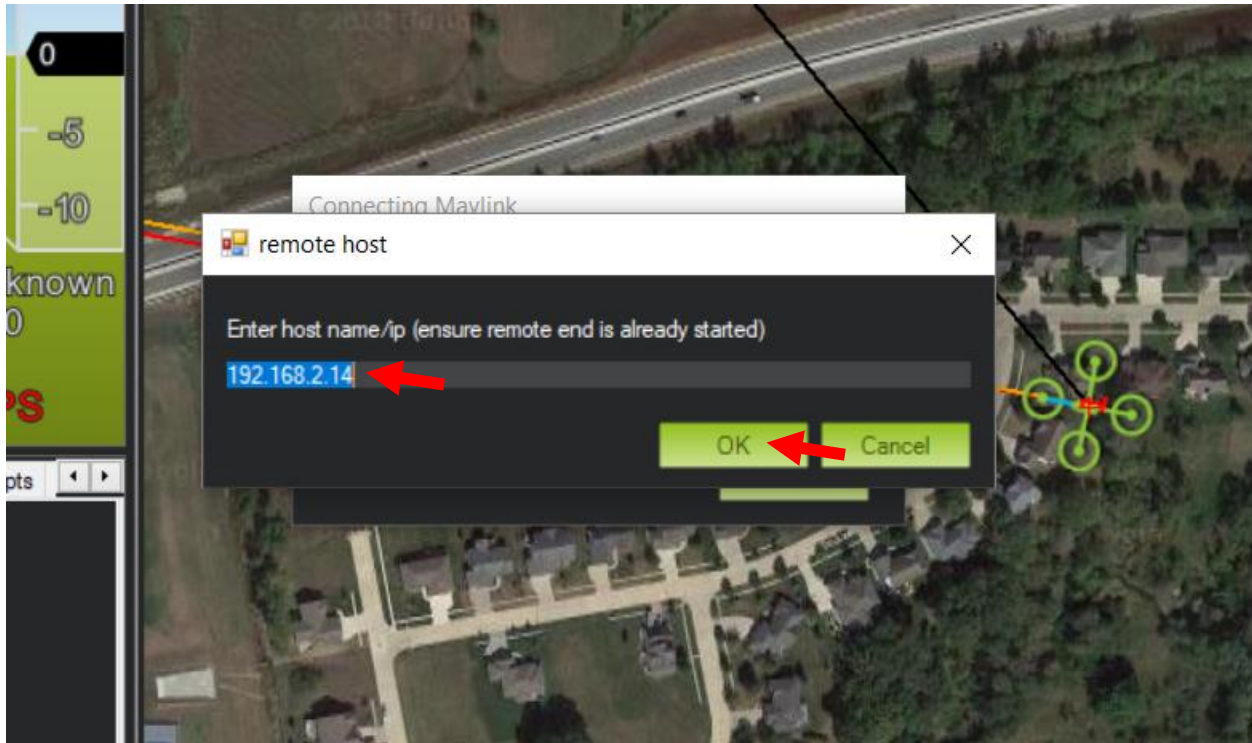 0
-5
-10
known
0
PS
pts
Connecting Mavlink
remote host
Enter host name/ip (ensure remote end is already started)
192.168.2.14
OK
Cancel